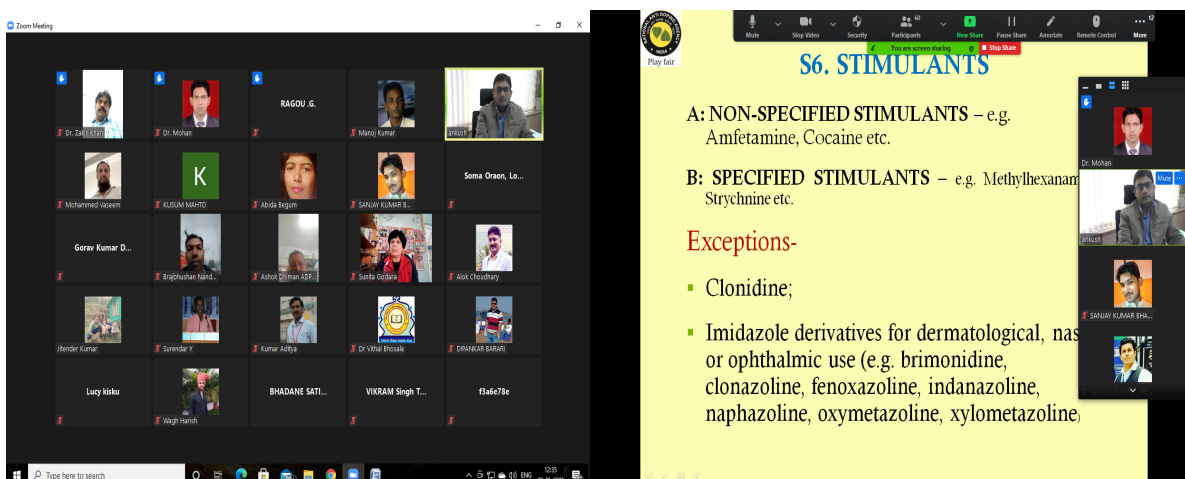 Zoom Meeting
Dr. Zakir Khan
Dr. Mohan
RAGOU .G.
Manoj Kumar
ankush
Mohammed Vaseem
K
KUSUM MAHTO
Abida Begum
SANJAY KUMAR B...
Soma Oraon, Lo...
Gorav Kumar D...
Brajbhushan Nand...
Ashok Dhiman ADP...
Sunita Godara
Alok Choudhary
Jitender Kumar
Surendar Y
Kumar Aditya
Dr Vithal Bhosale
DIPANKAR BARARI
Lucy kisku
Wagh Harish
BHADANE SATI...
VIKRAM Singh T...
f3a6e78e
Type here to search
ENG
12:35
NATIONAL ANTI DOPING AGENCY
INDIA
Play fair
Mute
Stop Video
Security
60
Participants
New Share
Pause Share
Annotate
Remote Control
12
More
You are screen sharing
Stop Share
S6. STIMULANTS
A: NON-SPECIFIED STIMULANTS – e.g.
Amfetamine, Cocaine etc.
B: SPECIFIED STIMULANTS – e.g. Methylhexanam
Strychnine etc.
Exceptions-
Clonidine;
Imidazole derivatives for dermatological, nas
or ophthalmic use (e.g. brimonidine,
clonazoline, fenoxazoline, indanazoline,
naphazoline, oxymetazoline, xylometazoline)
Dr. Mohan
Mute
ankush
SANJAY KUMAR BHA...